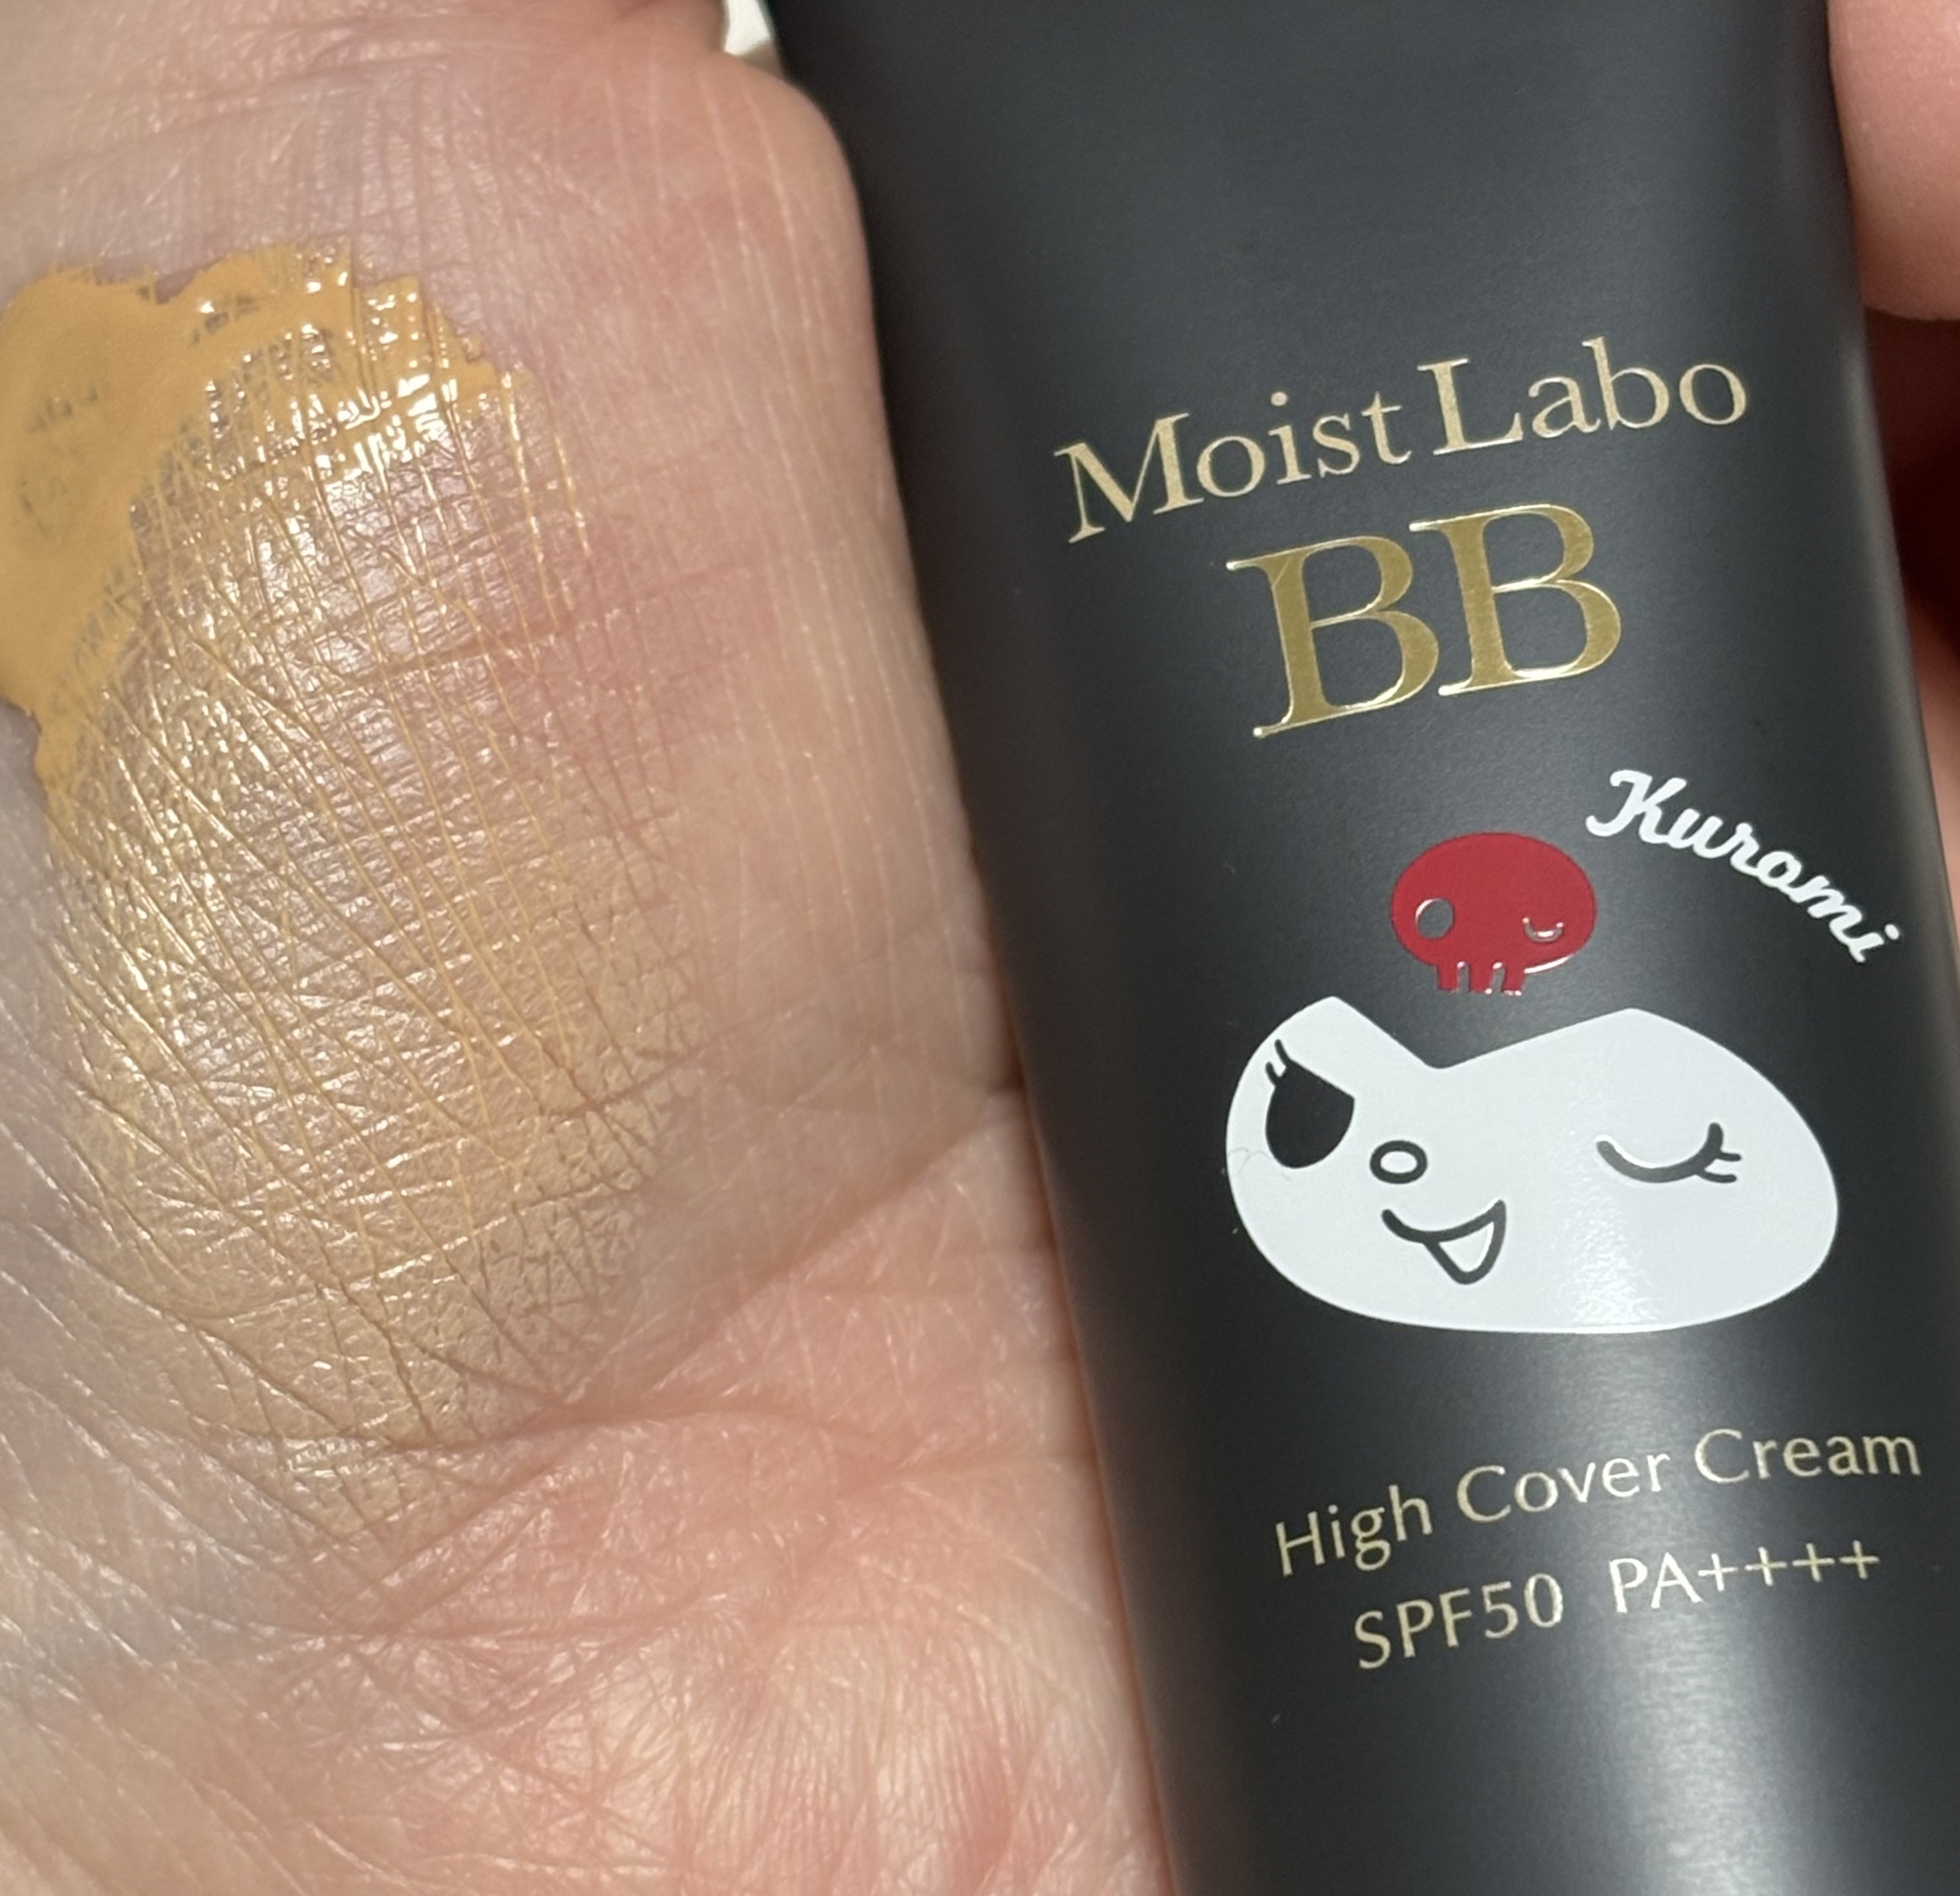 Moist Labo
BB
Kuromi
High Cover Cream
SPF50 PA++++